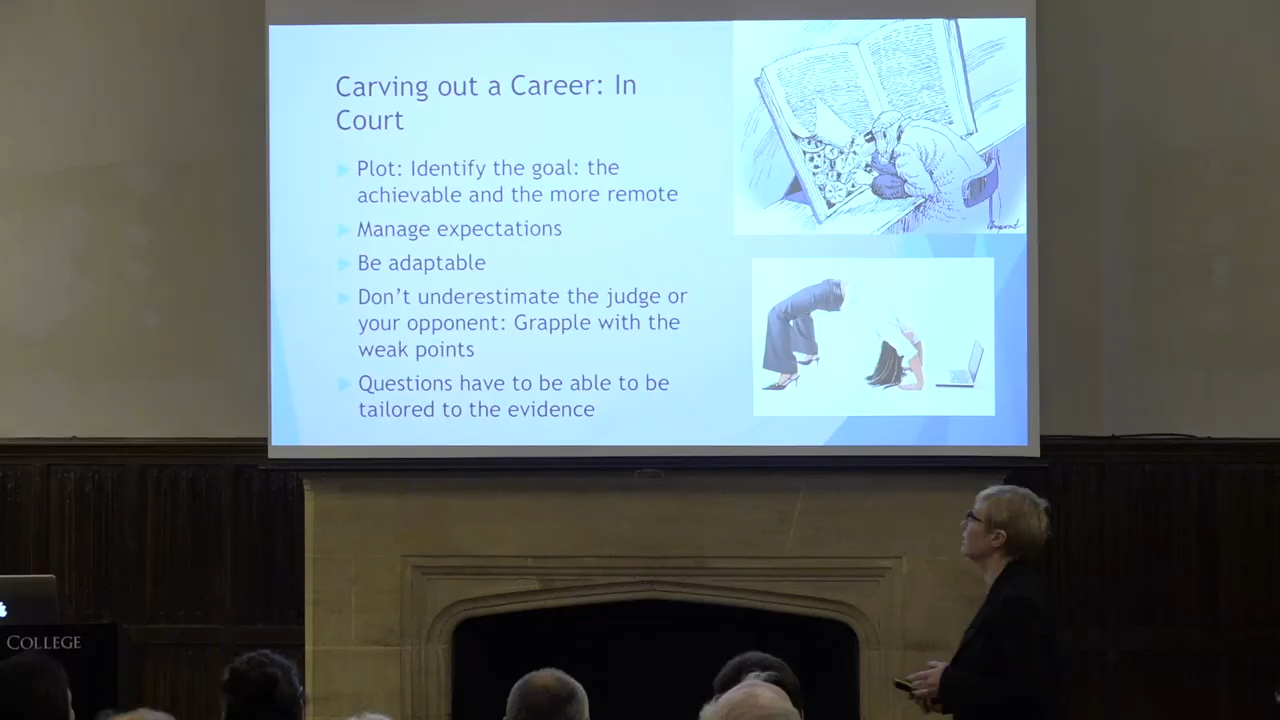 Carving out a Career: In
Court
Plot: Identify the goal: the
achievable and the more remote
Manage expectations
Be adaptable
Don't underestimate the judge or
your opponent: Grapple with the
weak points
Questions have to be able to be
tailored to the evidence
COLLEGE